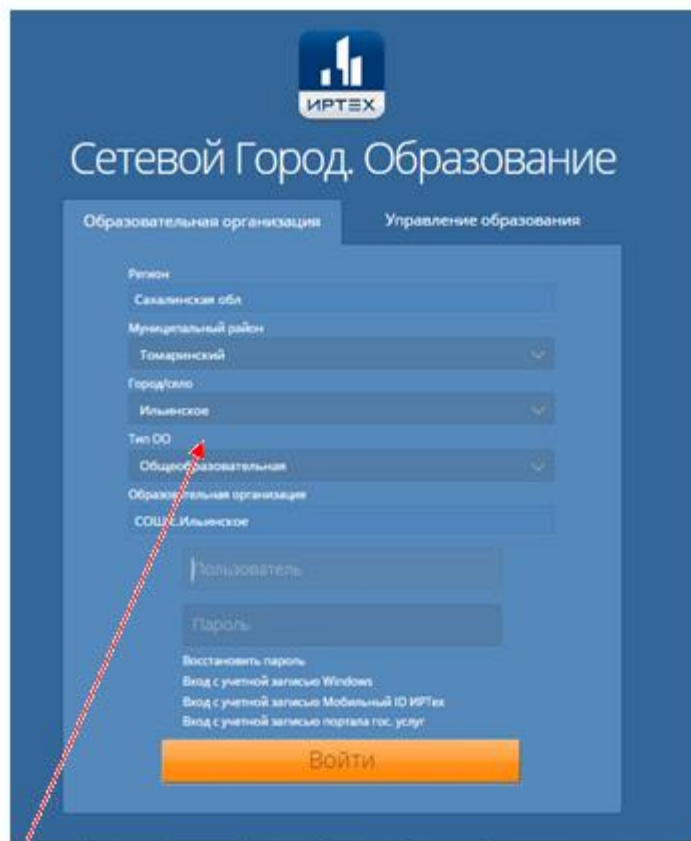 ИРТЕХ
Сетевой Город. Образование
Образовательная организация
Управление образования
Регион
Сахалинская обл
Муниципальный район
Томаринский
Город/село
Ильинское
Тип ОО
Общеобразовательная
Образовательная организация
СОШ с.Ильинское
Пользователь
Пароль
Восстановить пароль
Вход с учетной записью Windows
Вход с учетной записью Мобильный ID ИРТех
Вход с учетной записью портала гос. услуг
Войти